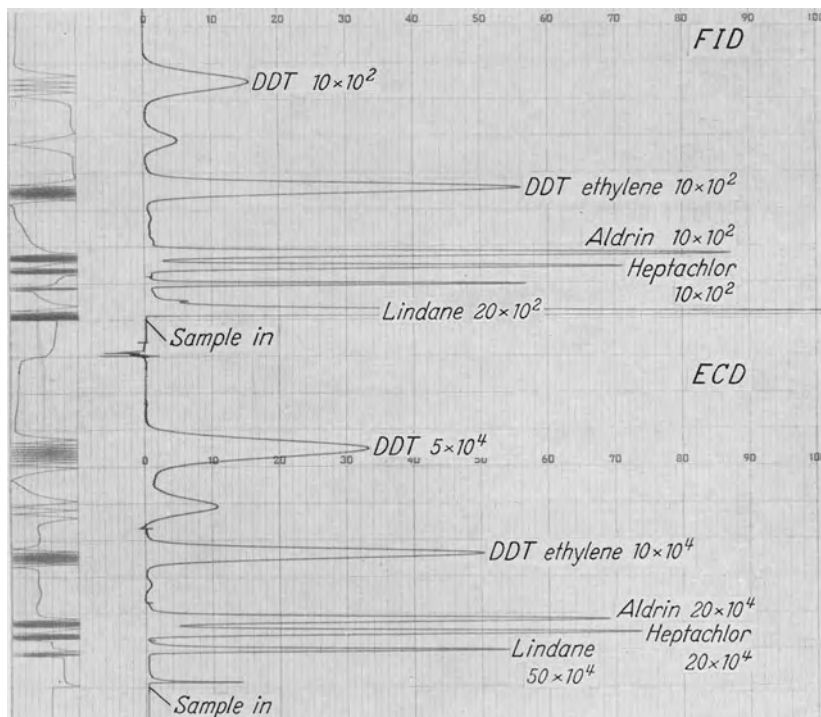 0 10 20 30 40 50 60 70 80 90 100
FID
DDT 10×10²
DDT ethylene 10×10²
Aldrin 10×10²
Heptachlor
10×10²
Lindane 20×10²
Sample in
ECD
DDT 5×10⁴
0 10 20 30 40 50 60 70 80 90 100
DDT ethylene 10×10⁴
Aldrin 20×10⁴
Heptachlor
20×10⁴
Lindane
50×10⁴
Sample in